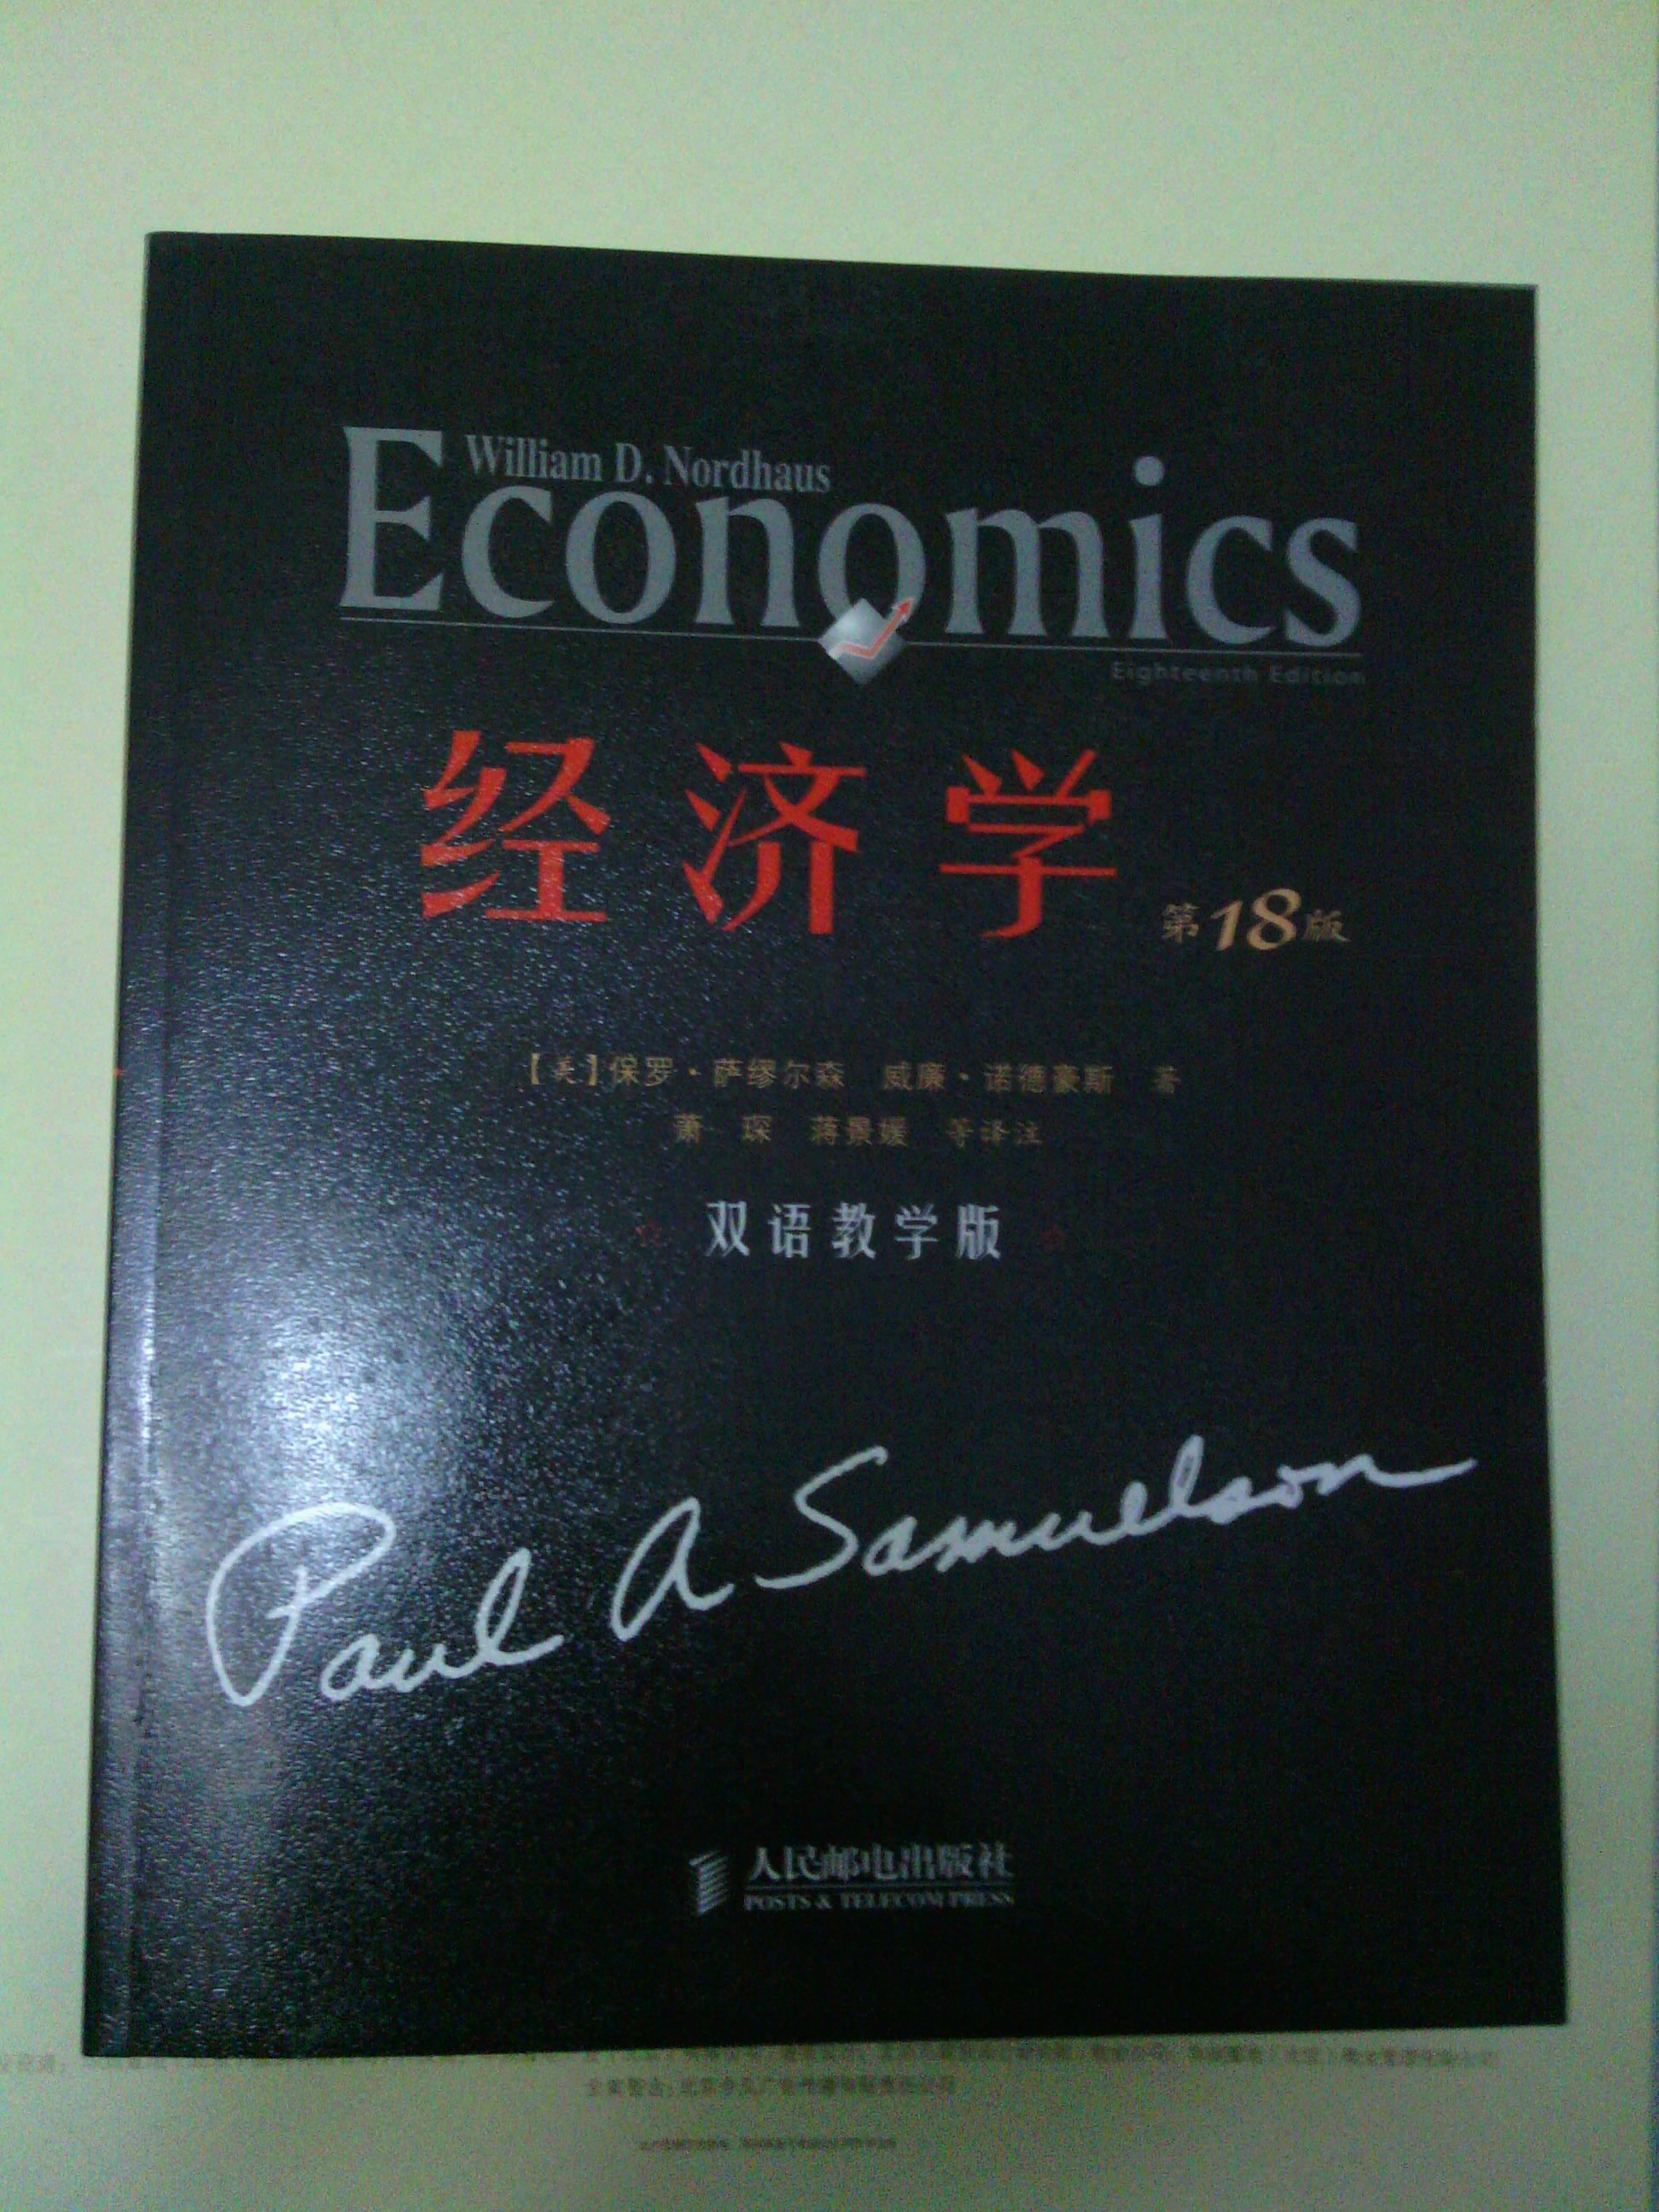 William D. Nordhaus
Economics
Eighteenth Edition
经济学
第18版
【美】保罗·萨缪尔森 威廉·诺德豪斯 著
萧 琛 蒋景媛 等译注
双语教学版
Paul A Samuelson
人民邮电出版社
POSTS & TELECOM PRESS